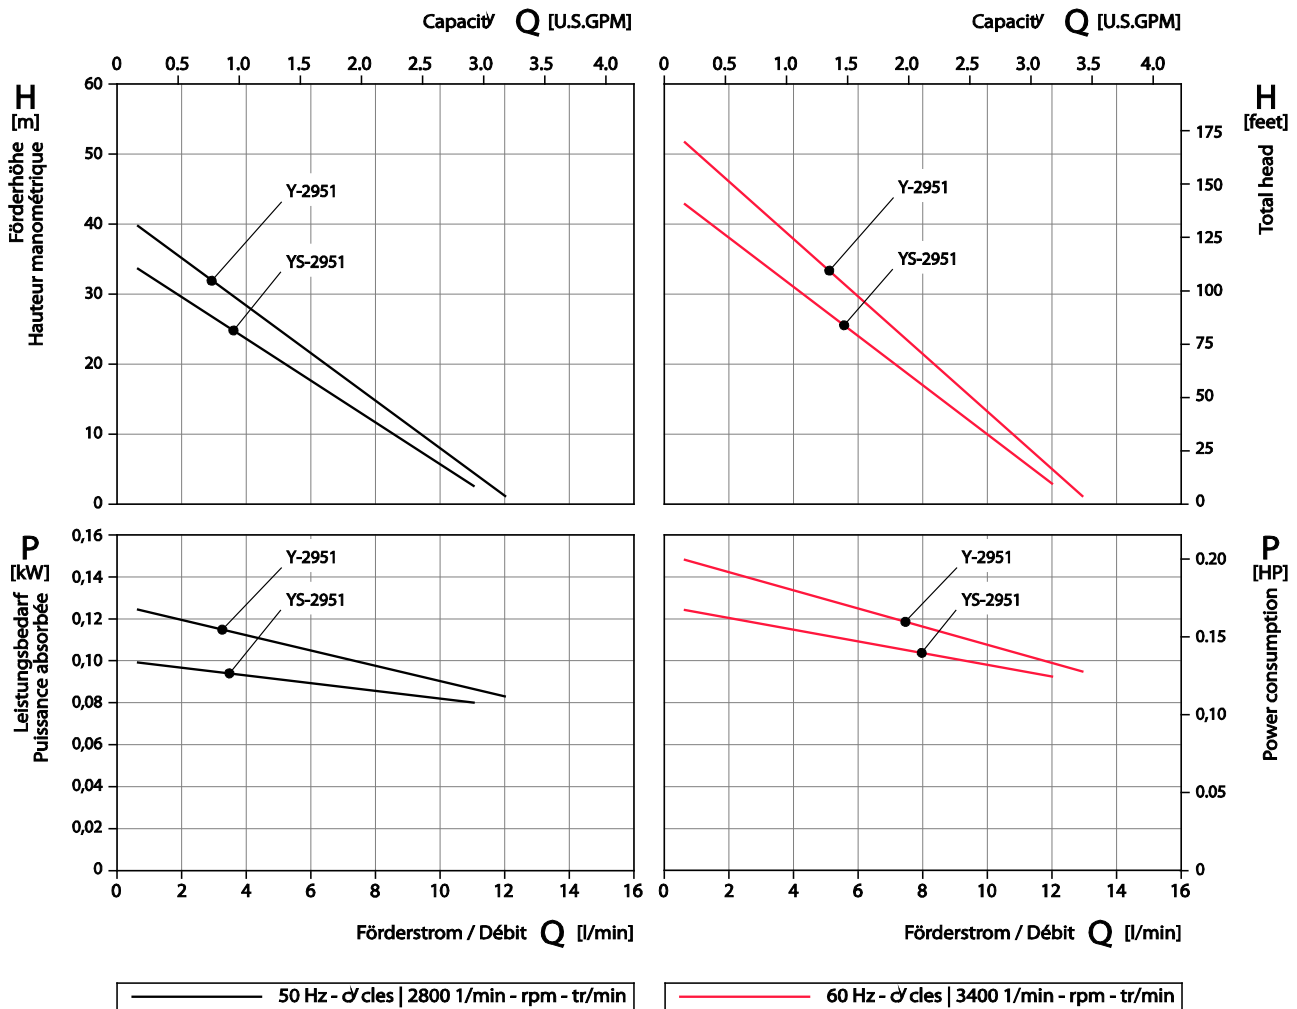 Capacity Q [U.S.GPM]
Capacity Q [U.S.GPM]
0 0.5 1.0 1.5 2.0 2.5 3.0 3.5 4.0
0 0.5 1.0 1.5 2.0 2.5 3.0 3.5 4.0
H
[m]
Förderhöhe
Hauteur manométrique
60
50
40
30
20
10
0
Y-2951
YS-2951
Y-2951
YS-2951
H
[feet]
Total head
175
150
125
100
75
50
25
0
P
[kW]
Leistungsbedarf
Puissance absorbée
0,16
0,14
0,12
0,10
0,08
0,06
0,04
0,02
0
Y-2951
YS-2951
Y-2951
YS-2951
P
[HP]
Power consumption
0.20
0.15
0,10
0.05
0
0 2 4 6 8 10 12 14 16
0 2 4 6 8 10 12 14 16
Förderstrom / Débit Q [l/min]
Förderstrom / Débit Q [l/min]
50 Hz - cycles | 2800 1/min - rpm - tr/min
60 Hz - cycles | 3400 1/min - rpm - tr/min